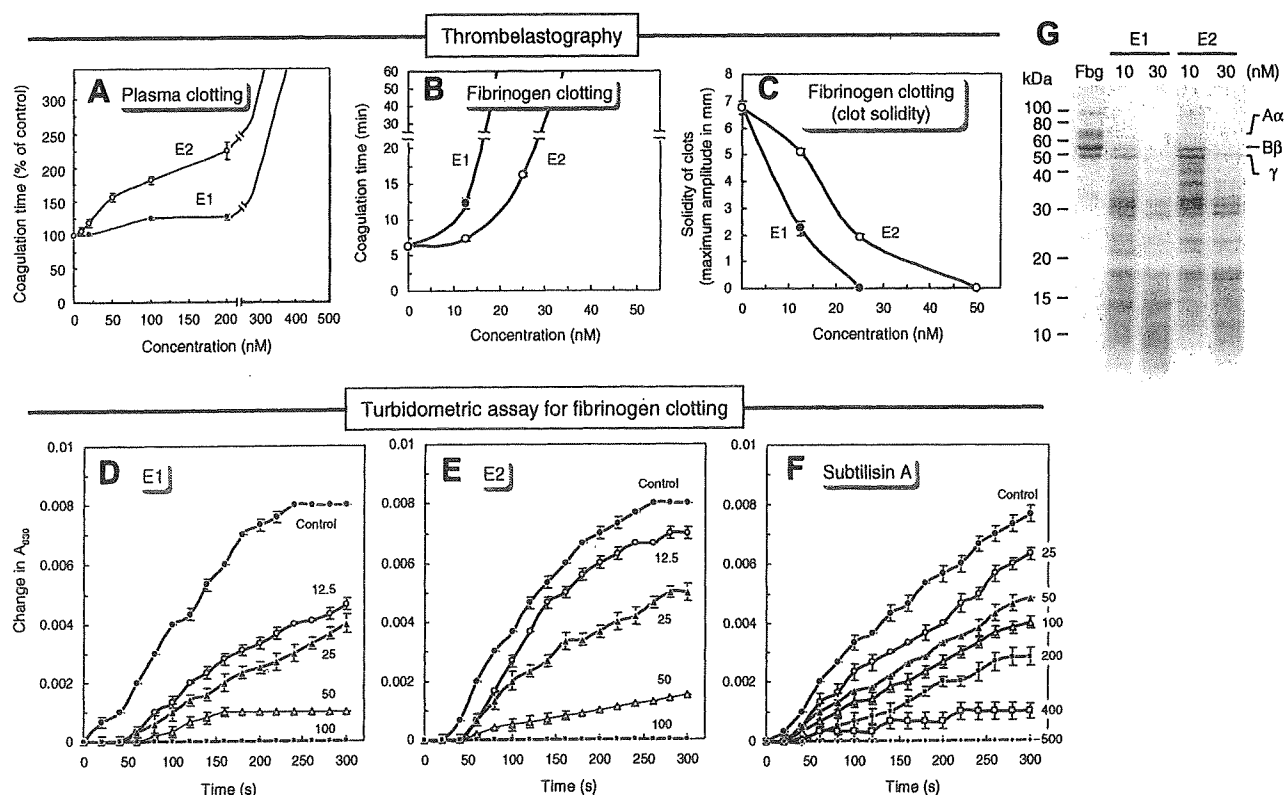 Thrombelastography
A Plasma clotting
Coagulation time (% of control)
300
250
200
150
100
50
0
E2
E1
0 100 200 300 400 500
Concentration (nM)
B Fibrinogen clotting
Coagulation time (min)
60
50
40
30
20
15
10
5
0
E1
E2
0 10 20 30 40 50
Concentration (nM)
C Fibrinogen clotting
(clot solidity)
Solidity of clots
(maximum amplitude in mm)
8
7
6
5
4
3
2
1
0
E1
E2
0 10 20 30 40 50
Concentration (nM)
G
E1 E2
kDa Fbg 10 30 10 30 (nM)
100
80
60
50
40
30
20
15
10
Aα
Bβ
γ
Turbidometric assay for fibrinogen clotting
D E1
Change in A630
0.01
0.008
0.006
0.004
0.002
0
Control
12.5
25
50
100
0 50 100 150 200 250 300
Time (s)
E E2
0.01
0.008
0.006
0.004
0.002
0
Control
12.5
25
50
100
0 50 100 150 200 250 300
Time (s)
F Subtilisin A
0.01
0.008
0.006
0.004
0.002
0
Control
25
50
100
200
400
500
0 50 100 150 200 250 300
Time (s)